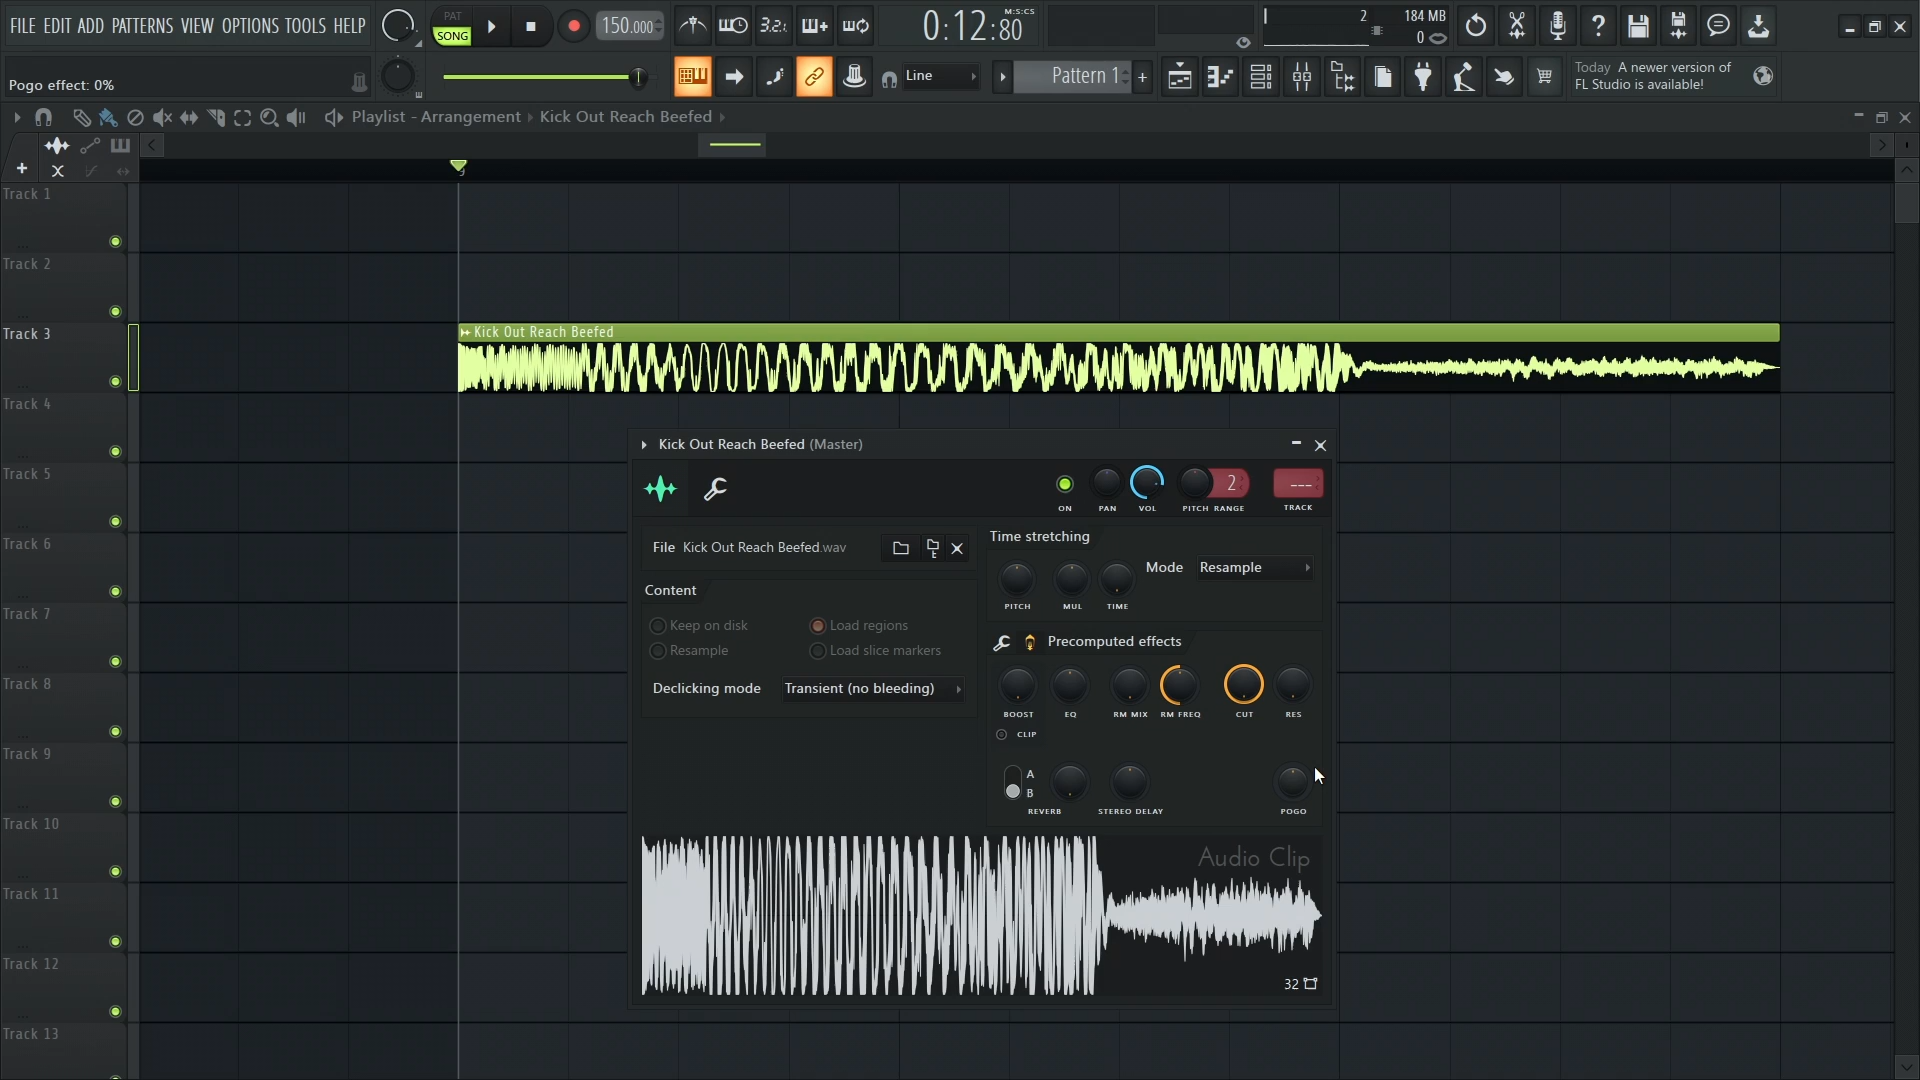 FILE EDIT ADD PATTERNS VIEW OPTIONS TOOLS HELP
PAT
SONG
150.000
3.2.
0:12:80
M:S:CS
2
184 MB
0
Pogo effect: 0%
Line
Pattern 1
+
Today A newer version of
FL Studio is available!
Playlist - Arrangement Kick Out Reach Beefed
9
Track 1
Track 2
Track 3
Kick Out Reach Beefed
Track 4
Track 5
Track 6
Track 7
Track 8
Track 9
Track 10
Track 11
Track 12
Track 13
Kick Out Reach Beefed (Master)
2
---
ON
PAN
VOL
PITCH RANGE
TRACK
File Kick Out Reach Beefed.wav
Time stretching
Mode Resample
PITCH
MUL
TIME
Content
Keep on disk
Load regions
Resample
Load slice markers
Declicking mode Transient (no bleeding)
Precomputed effects
BOOST
EQ
RM MIX
RM FREQ
CUT
RES
CLIP
A
B
REVERB
STEREO DELAY
POGO
Audio Clip
32